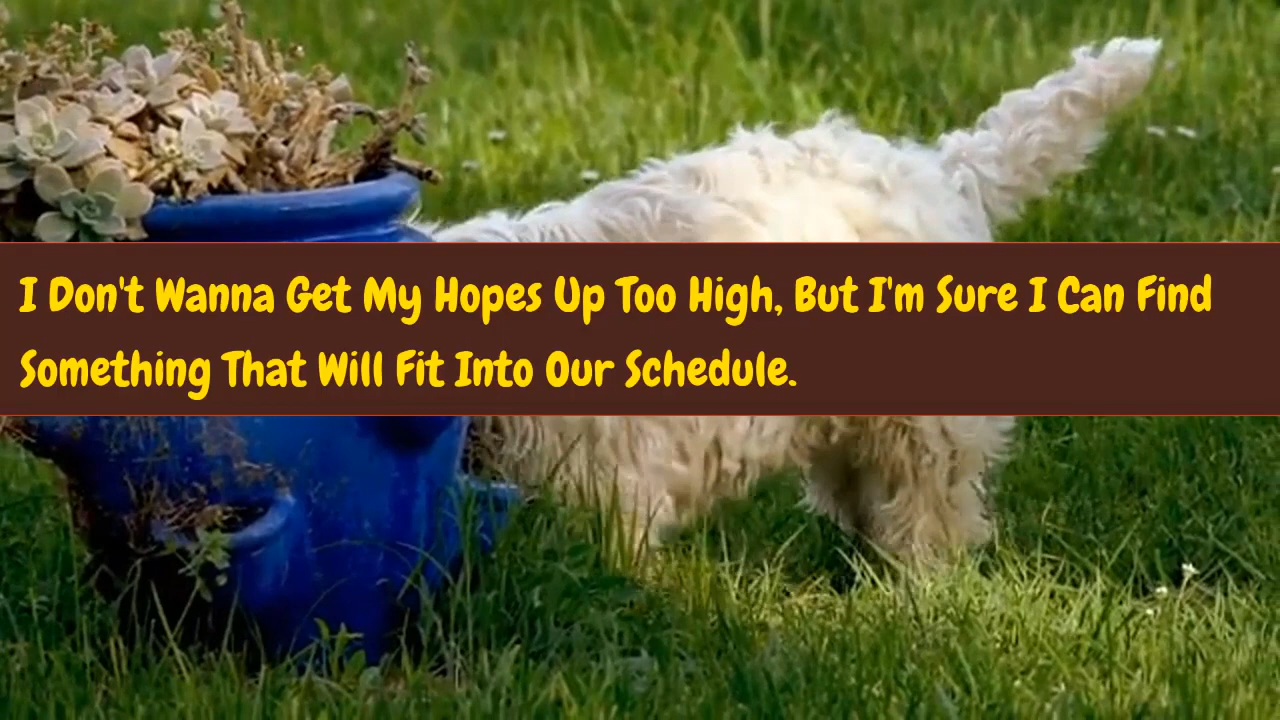 I Don't Wanna Get My Hopes Up Too High, But I'm Sure I Can Find
Something That Will Fit Into Our Schedule.